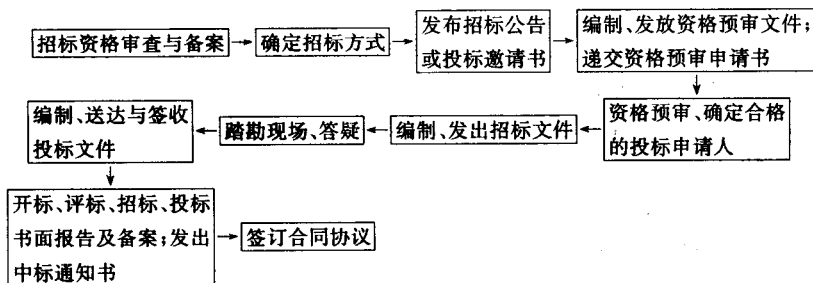 招标资格审查与备案
确定招标方式
发布招标公告
或投标邀请书
编制、发放资格预审文件;
递交资格预审申请书
资格预审、确定合格
的投标申请人
编制、发出招标文件
踏勘现场、答疑
编制、送达与签收
投标文件
开标、评标、招标、投标
书面报告及备案;发出
中标通知书
签订合同协议